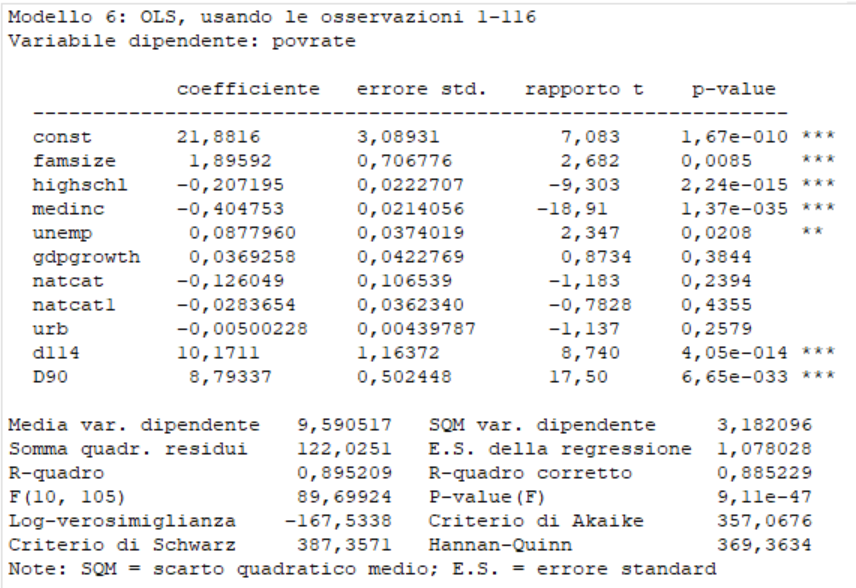 Modello 6: OLS, usando le osservazioni 1-116
Variabile dipendente: povrate
coefficiente errore std. rapporto t p-value
---------------------------------------------------------------
const 21,8816 3,08931 7,083 1,67e-010 ***
famsize 1,89592 0,706776 2,682 0,0085 ***
highschl -0,207195 0,0222707 -9,303 2,24e-015 ***
medinc -0,404753 0,0214056 -18,91 1,37e-035 ***
unemp 0,0877960 0,0374019 2,347 0,0208 **
gdpgrowth 0,0369258 0,0422769 0,8734 0,3844
natcat -0,126049 0,106539 -1,183 0,2394
natcat1 -0,0283654 0,0362340 -0,7828 0,4355
urb -0,00500228 0,00439787 -1,137 0,2579
d114 10,1711 1,16372 8,740 4,05e-014 ***
D90 8,79337 0,502448 17,50 6,65e-033 ***
Media var. dipendente 9,590517 SQM var. dipendente 3,182096
Somma quadr. residui 122,0251 E.S. della regressione 1,078028
R-quadro 0,895209 R-quadro corretto 0,885229
F(10, 105) 89,69924 P-value(F) 9,11e-47
Log-verosimiglianza -167,5338 Criterio di Akaike 357,0676
Criterio di Schwarz 387,3571 Hannan-Quinn 369,3634
Note: SQM = scarto quadratico medio; E.S. = errore standard